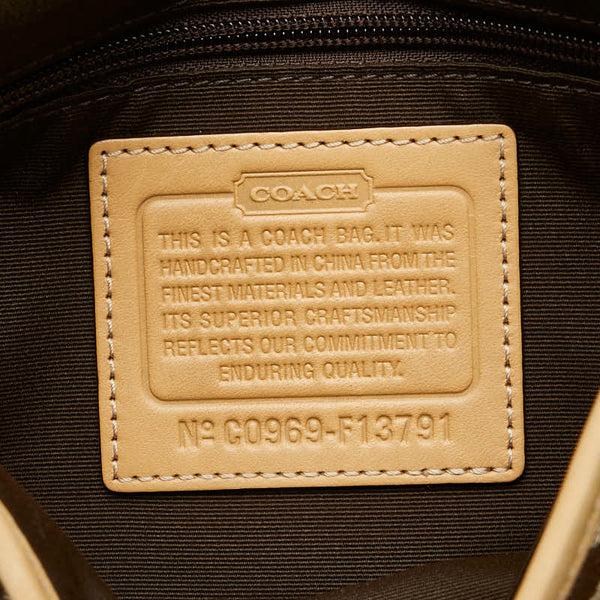 COACH
THIS IS A COACH BAG. IT WAS
HANDCRAFTED IN CHINA FROM THE
FINEST MATERIALS AND LEATHER.
ITS SUPERIOR CRAFTSMANSHIP
REFLECTS OUR COMMITMENT TO
ENDURING QUALITY.
Nº C0969-F13791